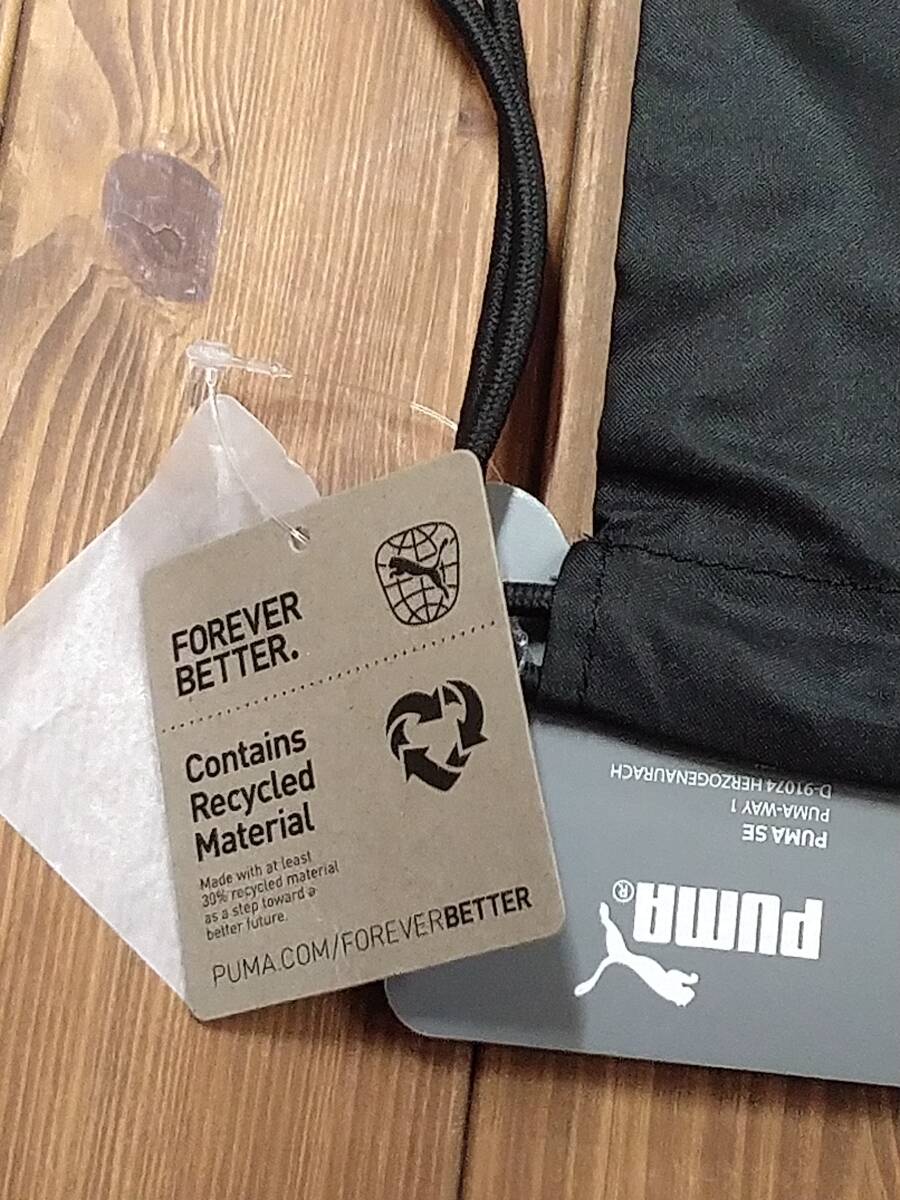 FOREVER
BETTER.
Contains
Recycled
Material
Made with at least
30% recycled material
as a step toward a
better future.
PUMA.COM/FOREVERBETTER
PUMA®
PUMA SE
PUMA-WAY 1
D-91074 HERZOGENAURACH